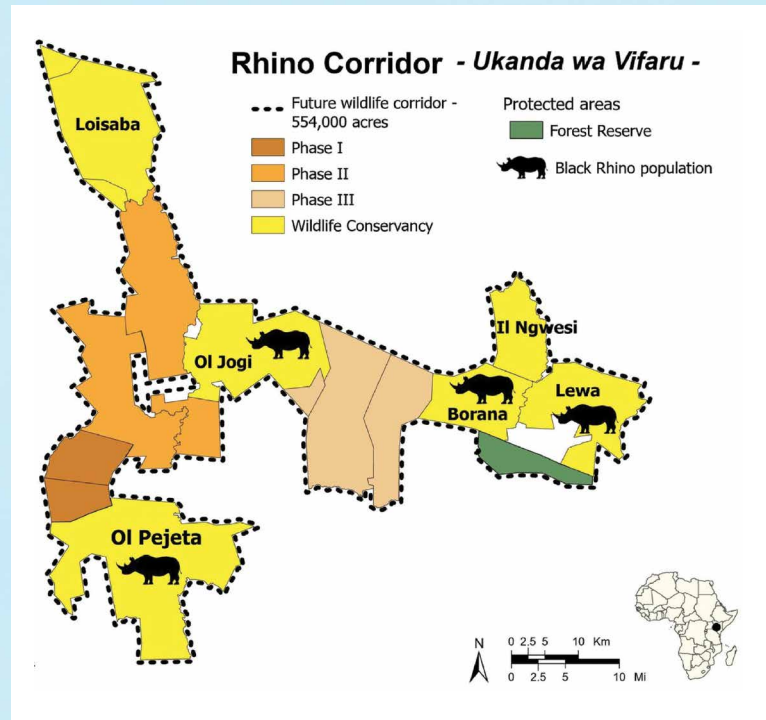 Rhino Corridor - Ukanda wa Vifaru -
Future wildlife corridor -
554,000 acres
Phase I
Phase II
Phase III
Wildlife Conservancy
Protected areas
Forest Reserve
Black Rhino population
Loisaba
Ol Jogi
Il Ngwesi
Borana
Lewa
Ol Pejeta
N
0 2.5 5 10 Km
0 2.5 5 10 Mi